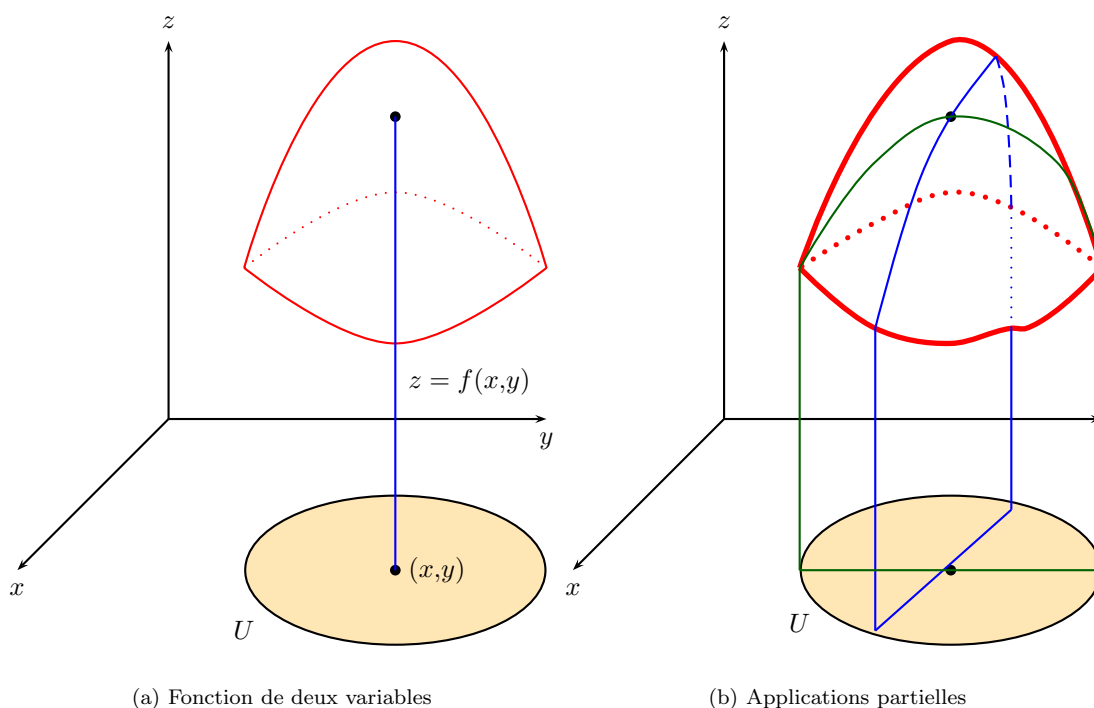 z
z = f(x,y)
y
x
(x,y)
U
(a) Fonction de deux variables
z
x
U
(b) Applications partielles